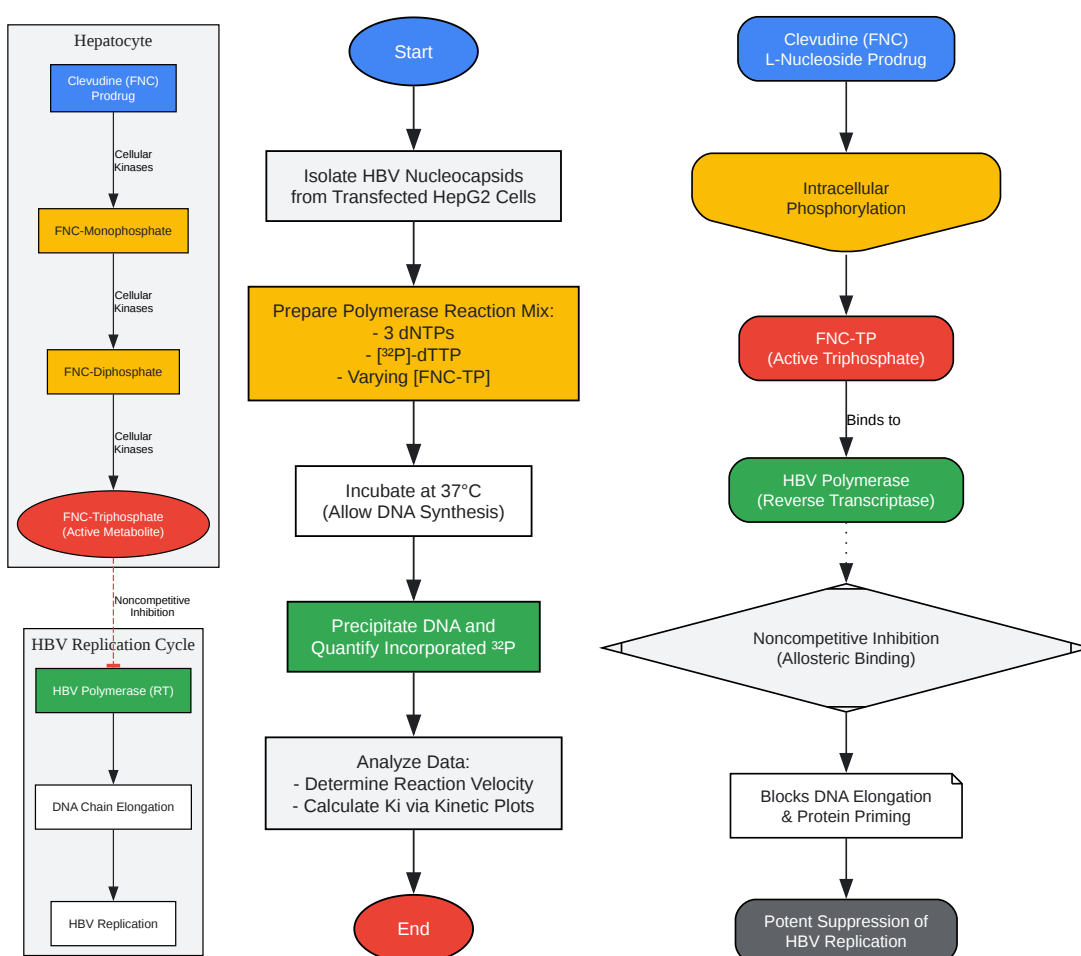 Hepatocyte
Clevudine (FNC)
Prodrug
Cellular
Kinases
FNC-Monophosphate
Cellular
Kinases
FNC-Diphosphate
Cellular
Kinases
FNC-Triphosphate
(Active Metabolite)
Noncompetitive
Inhibition
HBV Replication Cycle
HBV Polymerase (RT)
DNA Chain Elongation
HBV Replication
Start
Isolate HBV Nucleocapsids
from Transfected HepG2 Cells
Prepare Polymerase Reaction Mix:
- 3 dNTPs
- [³²P]-dTTP
- Varying [FNC-TP]
Incubate at 37°C
(Allow DNA Synthesis)
Precipitate DNA and
Quantify Incorporated ³²P
Analyze Data:
- Determine Reaction Velocity
- Calculate Ki via Kinetic Plots
End
Clevudine (FNC)
L-Nucleoside Prodrug
Intracellular
Phosphorylation
FNC-TP
(Active Triphosphate)
Binds to
HBV Polymerase
(Reverse Transcriptase)
Noncompetitive Inhibition
(Allosteric Binding)
Blocks DNA Elongation
& Protein Priming
Potent Suppression of
HBV Replication